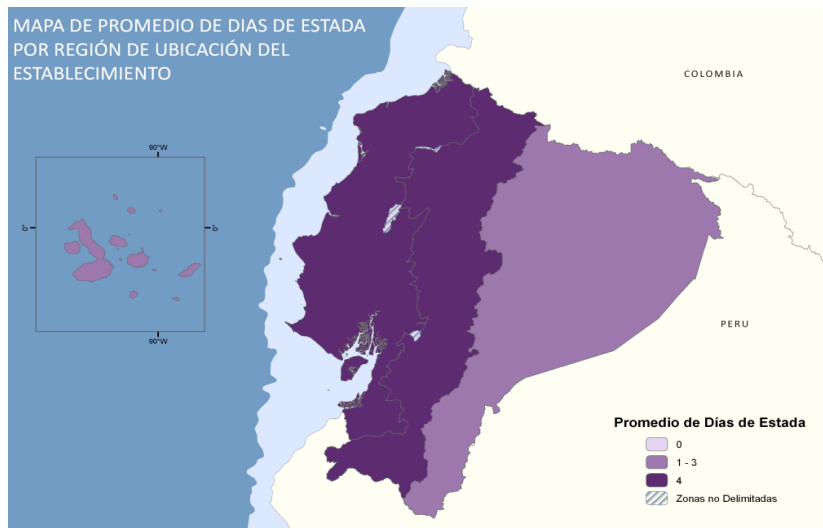 MAPA DE PROMEDIO DE DIAS DE ESTADA
POR REGIÓN DE UBICACIÓN DEL
ESTABLECIMIENTO
COLOMBIA
90°W
0°
0°
90°W
PERU
Promedio de Días de Estada
0
1 - 3
4
Zonas no Delimitadas